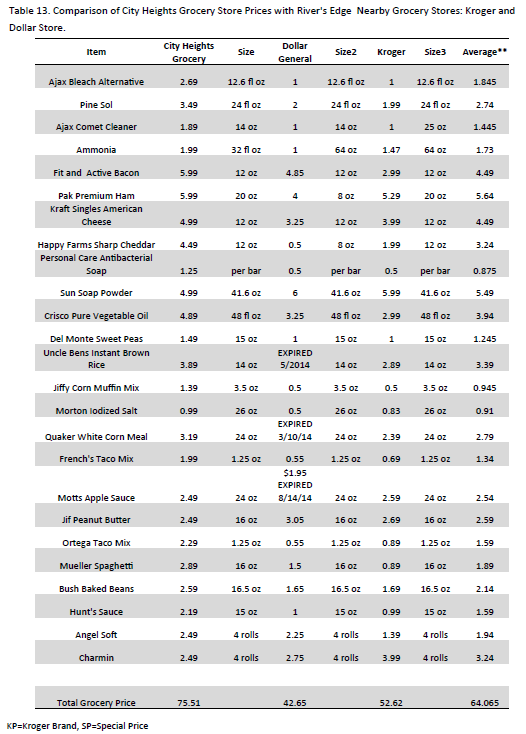 Table 13. Comparison of City Heights Grocery Store Prices with River's Edge Nearby Grocery Stores: Kroger and
Dollar Store.
Item City Heights Grocery Size Dollar General Size2 Kroger Size3 Average**
Ajax Bleach Alternative 2.69 12.6 fl oz 1 12.6 fl oz 1 12.6 fl oz 1.845
Pine Sol 3.49 24 fl oz 2 24 fl oz 1.99 24 fl oz 2.74
Ajax Comet Cleaner 1.89 14 oz 1 14 oz 1 25 oz 1.445
Ammonia 1.99 32 fl oz 1 64 oz 1.47 64 oz 1.73
Fit and Active Bacon 5.99 12 oz 4.85 12 oz 2.99 12 oz 4.49
Pak Premium Ham 5.99 20 oz 4 8 oz 5.29 20 oz 5.64
Kraft Singles American
Cheese 4.99 12 oz 3.25 12 oz 3.99 12 oz 4.49
Happy Farms Sharp Cheddar 4.49 12 oz 0.5 8 oz 1.99 12 oz 3.24
Personal Care Antibacterial
Soap 1.25 per bar 0.5 per bar 0.5 per bar 0.875
Sun Soap Powder 4.99 41.6 oz 6 41.6 oz 5.99 41.6 oz 5.49
Crisco Pure Vegetable Oil 4.89 48 fl oz 3.25 48 fl oz 2.99 48 fl oz 3.94
Del Monte Sweet Peas 1.49 15 oz 1 15 oz 1 15 oz 1.245
Uncle Bens Instant Brown EXPIRED
Rice 3.89 14 oz 5/2014 14 oz 2.89 14 oz 3.39
Jiffy Corn Muffin Mix 1.39 3.5 oz 0.5 3.5 oz 0.5 3.5 oz 0.945
Morton Iodized Salt 0.99 26 oz 0.5 26 oz 0.83 26 oz 0.91
EXPIRED
Quaker White Corn Meal 3.19 24 oz 3/10/14 24 oz 2.39 24 oz 2.79
French's Taco Mix 1.99 1.25 oz 0.55 1.25 oz 0.69 1.25 oz 1.34
$1.95
EXPIRED
Motts Apple Sauce 2.49 24 oz 8/14/14 24 oz 2.59 24 oz 2.54
Jif Peanut Butter 2.49 16 oz 3.05 16 oz 2.69 16 oz 2.59
Ortega Taco Mix 2.29 1.25 oz 0.55 1.25 oz 0.89 1.25 oz 1.59
Mueller Spaghetti 2.89 16 oz 1.5 16 oz 0.89 16 oz 1.89
Bush Baked Beans 2.59 16.5 oz 1.65 16.5 oz 1.69 16.5 oz 2.14
Hunt's Sauce 2.19 15 oz 1 15 oz 0.99 15 oz 1.59
Angel Soft 2.49 4 rolls 2.25 4 rolls 1.39 4 rolls 1.94
Charmin 2.49 4 rolls 2.75 4 rolls 3.99 4 rolls 3.24
Total Grocery Price 75.51 42.65 52.62 64.065
KP=Kroger Brand, SP=Special Price